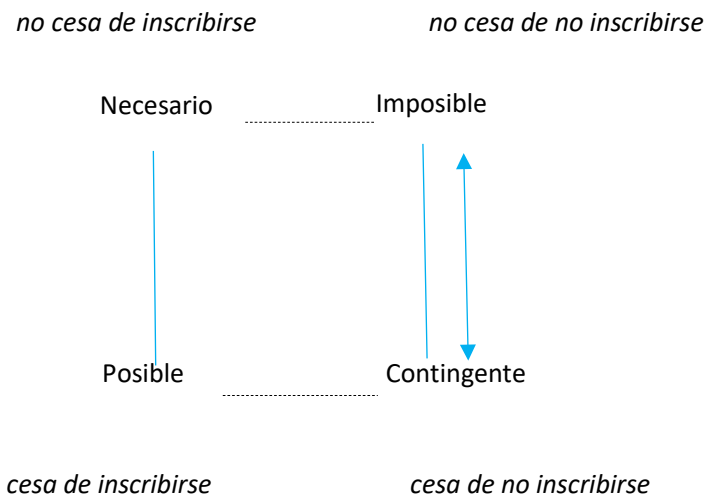 no cesa de inscribirse
no cesa de no inscribirse
Necesario
Imposible
Posible
Contingente
cesa de inscribirse
cesa de no inscribirse